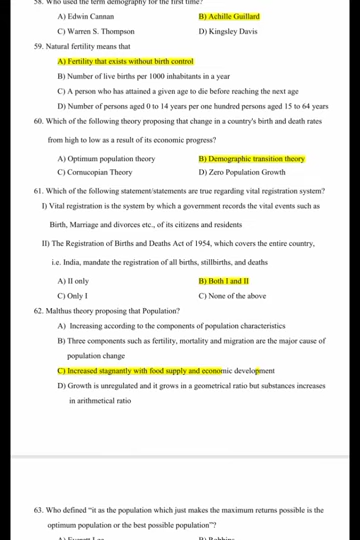 58. Who used the term demography for the first time?
A) Edwin Cannan B) Achille Guillard
C) Warren S. Thompson D) Kingsley Davis
59. Natural fertility means that
A) Fertility that exists without birth control
B) Number of live births per 1000 inhabitants in a year
C) A person who has attained a given age to die before reaching the next age
D) Number of persons aged 0 to 14 years per one hundred persons aged 15 to 64 years
60. Which of the following theory proposing that change in a country's birth and death rates
from high to low as a result of its economic progress?
A) Optimum population theory B) Demographic transition theory
C) Cornucopian Theory D) Zero Population Growth
61. Which of the following statement/statements are true regarding vital registration system?
I) Vital registration is the system by which a government records the vital events such as
Birth, Marriage and divorces etc., of its citizens and residents
II) The Registration of Births and Deaths Act of 1954, which covers the entire country,
i.e. India, mandate the registration of all births, stillbirths, and deaths
A) II only B) Both I and II
C) Only I C) None of the above
62. Malthus theory proposing that Population?
A) Increasing according to the components of population characteristics
B) Three components such as fertility, mortality and migration are the major cause of
population change
C) Increased stagnantly with food supply and economic development
D) Growth is unregulated and it grows in a geometrical ratio but substances increases
in arithmetical ratio
63. Who defined “it as the population which just makes the maximum returns possible is the
optimum population or the best possible population”?
A) Everett Lee B) Robbins